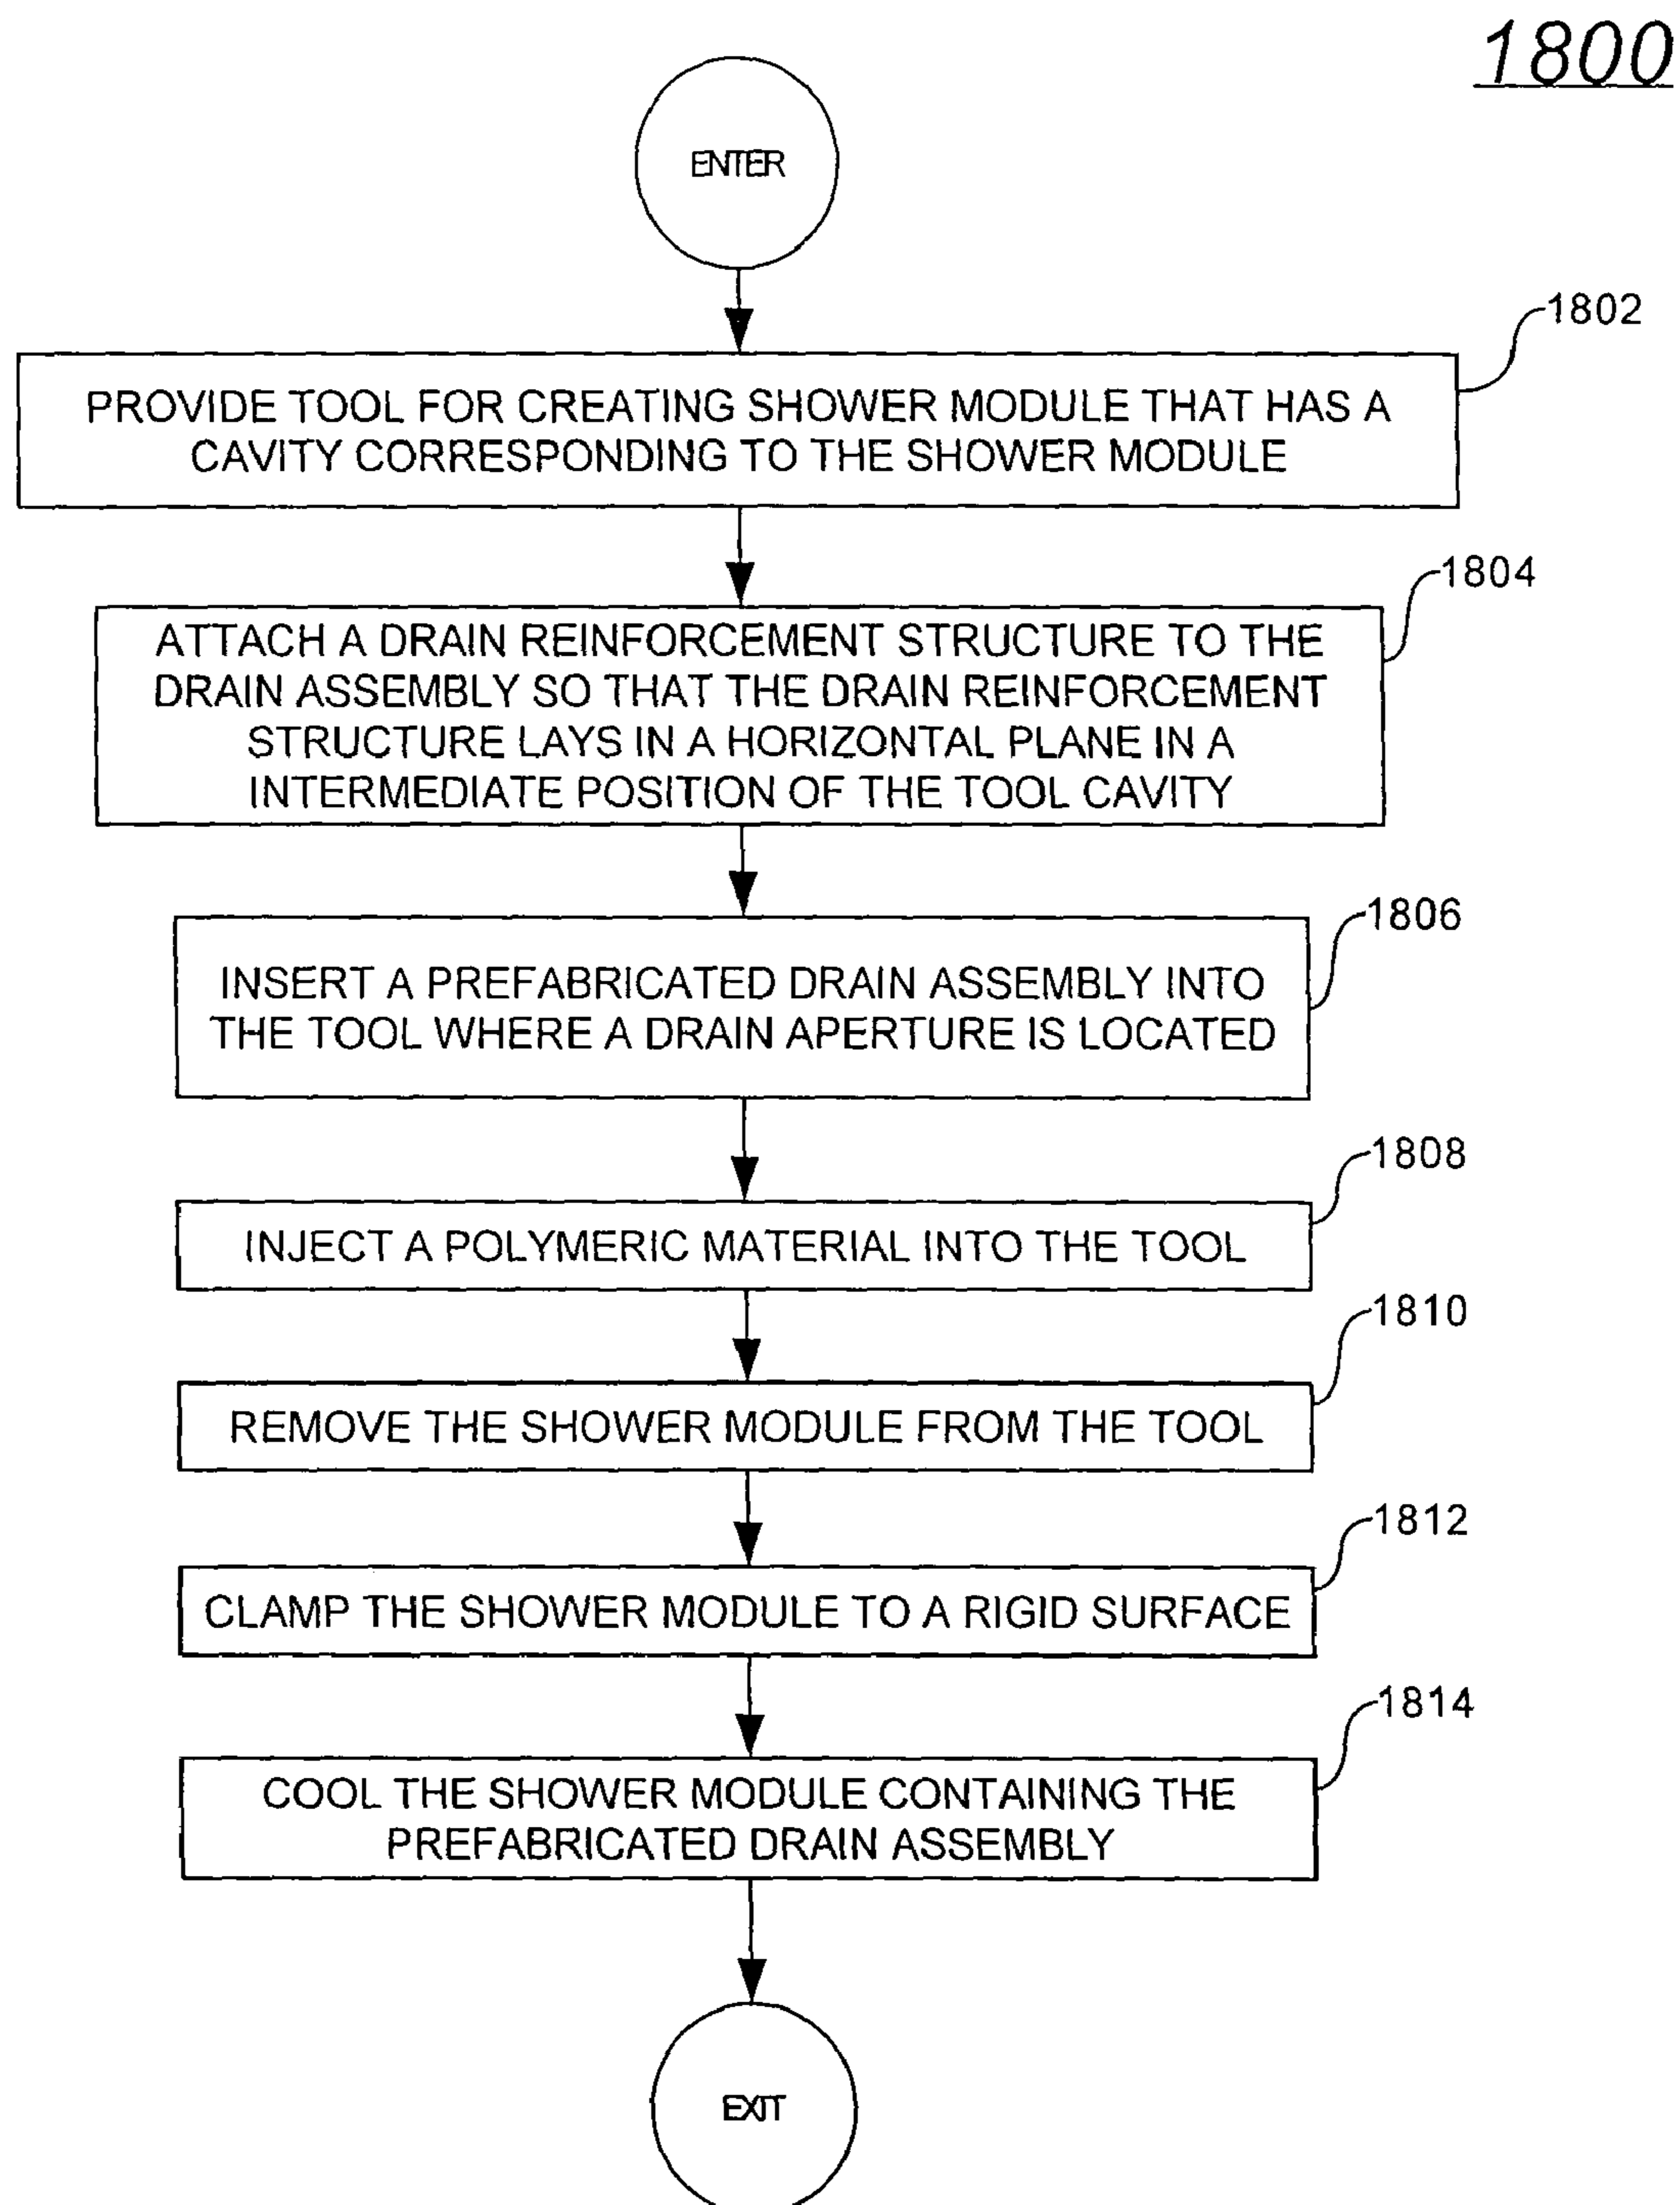 1800
ENTER
1802
PROVIDE TOOL FOR CREATING SHOWER MODULE THAT HAS A
CAVITY CORRESPONDING TO THE SHOWER MODULE
1804
ATTACH A DRAIN REINFORCEMENT STRUCTURE TO THE
DRAIN ASSEMBLY SO THAT THE DRAIN REINFORCEMENT
STRUCTURE LAYS IN A HORIZONTAL PLANE IN A
INTERMEDIATE POSITION OF THE TOOL CAVITY
1806
INSERT A PREFABRICATED DRAIN ASSEMBLY INTO
THE TOOL WHERE A DRAIN APERTURE IS LOCATED
1808
INJECT A POLYMERIC MATERIAL INTO THE TOOL
1810
REMOVE THE SHOWER MODULE FROM THE TOOL
1812
CLAMP THE SHOWER MODULE TO A RIGID SURFACE
1814
COOL THE SHOWER MODULE CONTAINING THE
PREFABRICATED DRAIN ASSEMBLY
EXIT